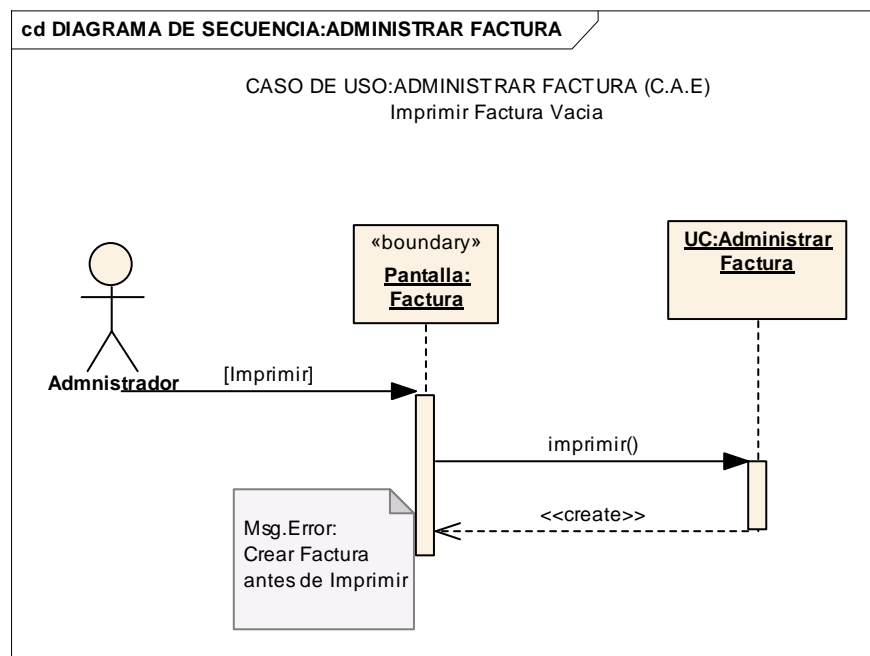 cd DIAGRAMA DE SECUENCIA:ADMINISTRAR FACTURA
CASO DE USO:ADMINISTRAR FACTURA (C.A.E)
Imprimir Factura Vacia
«boundary»
Pantalla:
Factura
UC:Administrar
Factura
Admnistrador
[Imprimir]
imprimir()
<<create>>
Msg.Error:
Crear Factura
antes de Imprimir